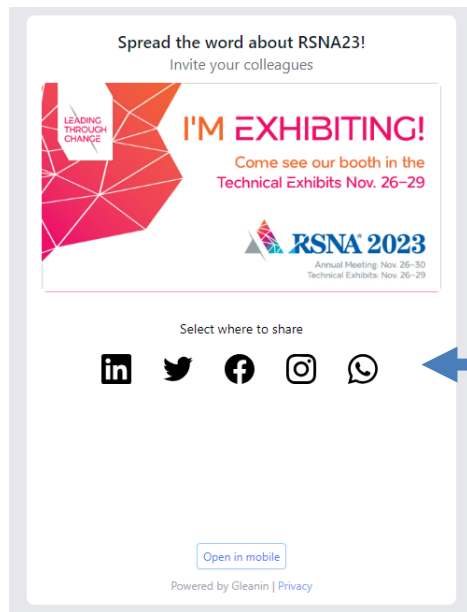 Spread the word about RSNA23!
Invite your colleagues
LEADING
THROUGH
CHANGE
I'M EXHIBITING!
Come see our booth in the
Technical Exhibits Nov. 26–29
RSNA® 2023
Annual Meeting: Nov. 26–30
Technical Exhibits: Nov. 26–29
Select where to share
in
Open in mobile
Powered by Gleanin | Privacy